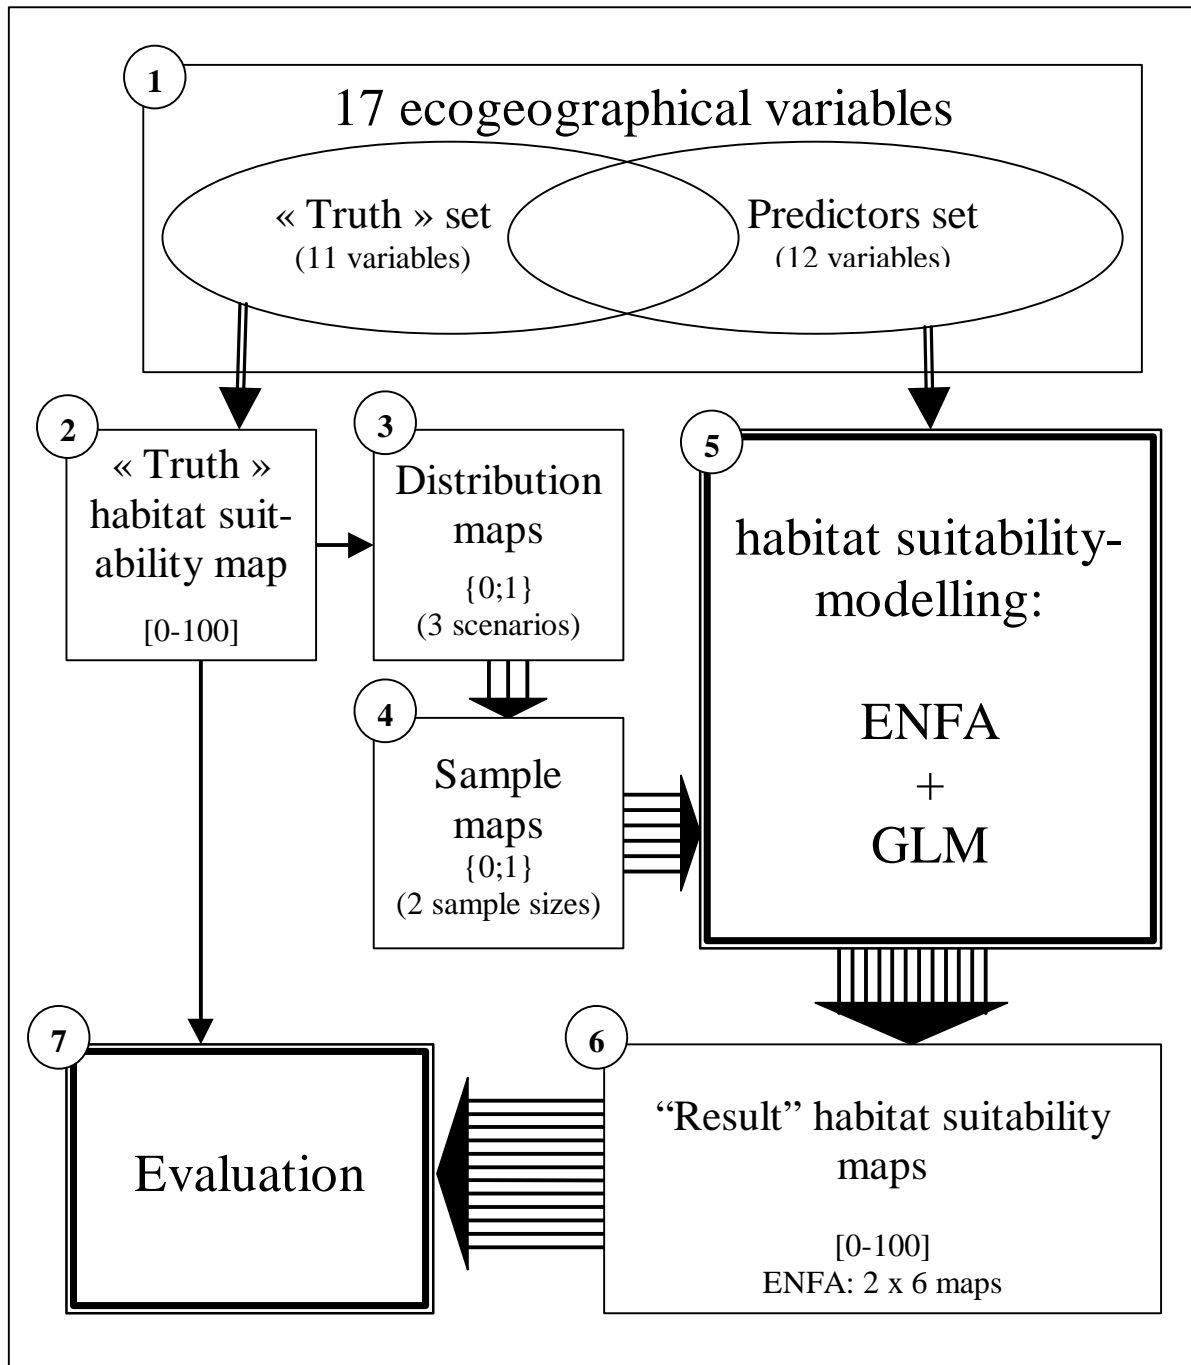 1
17 ecogeographical variables
« Truth » set
(11 variables)
Predictors set
(12 variables)
2
« Truth »
habitat suit-
ability map
[0-100]
3
Distribution
maps
{0;1}
(3 scenarios)
4
Sample
maps
{0;1}
(2 sample sizes)
5
habitat suitability-
modelling:
ENFA
+
GLM
6
“Result” habitat suitability
maps
[0-100]
ENFA: 2 x 6 maps
7
Evaluation